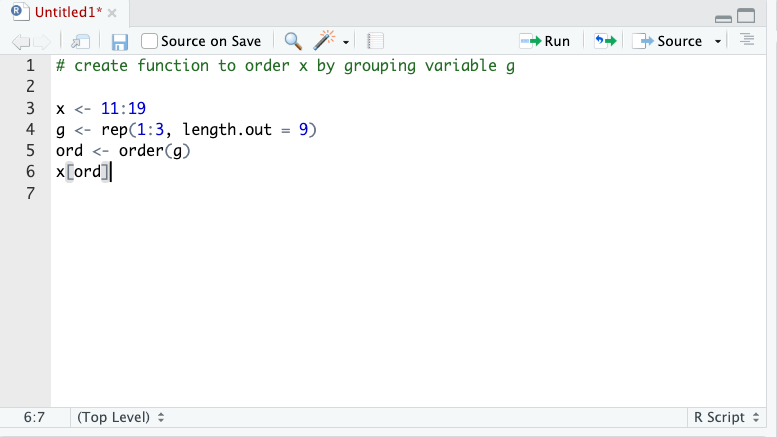 R Untitled1*
Source on Save Run Source
1 # create function to order x by grouping variable g
2
3 x <- 11:19
4 g <- rep(1:3, length.out = 9)
5 ord <- order(g)
6 x[ord]
7
6:7 (Top Level) R Script